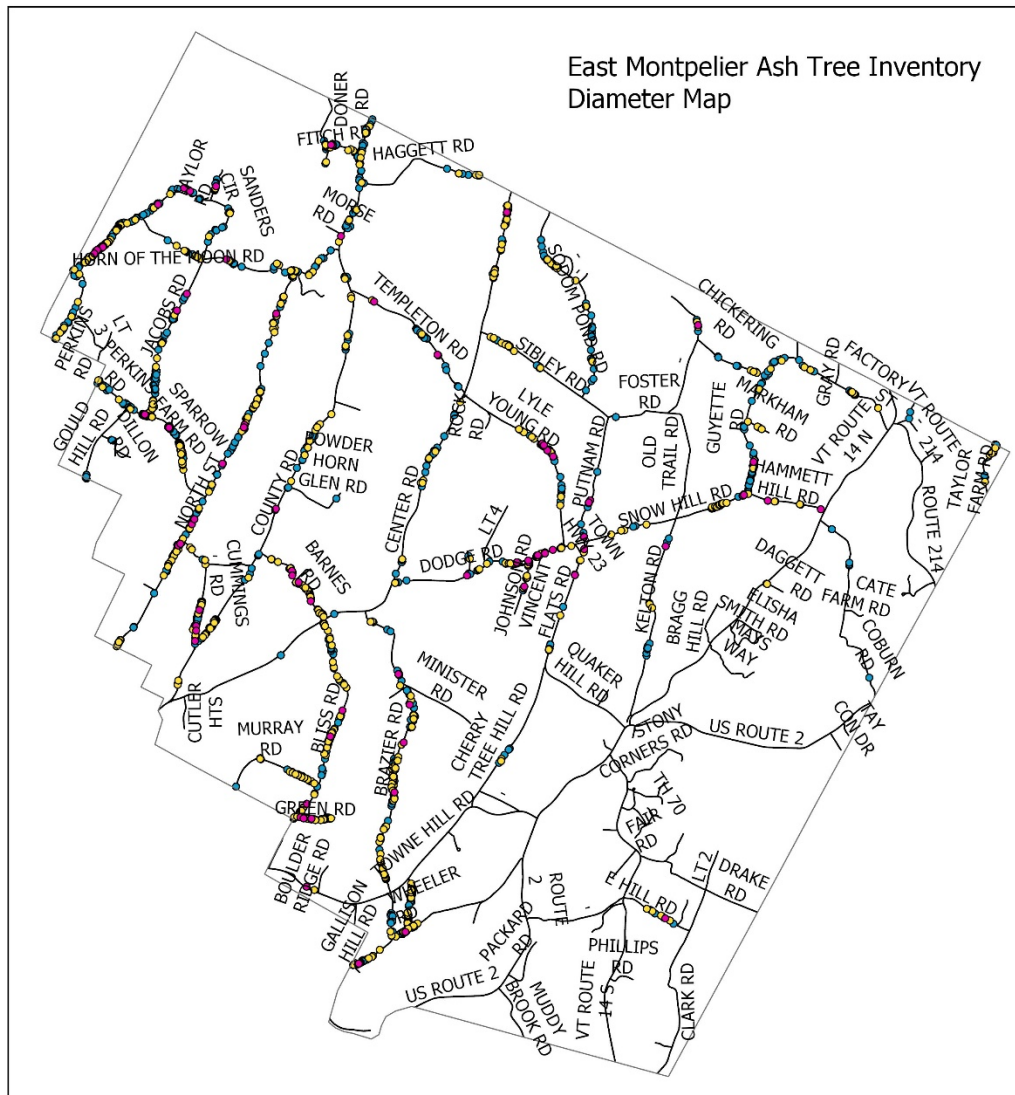 East Montpelier Ash Tree Inventory
Diameter Map
DONER
RD
FITCH RD
HAGGETT RD
TAYLOR
RD
CIR
SANDERS
MORSE
RD
HORN OF THE MOON RD
SODOM POND RD
CHICKERING
RD
TEMPLETON RD
PERKINS
RD
LT
3
JACOBS RD
SIBLEY RD
FOSTER
RD
GRAY RD
FACTORY
ST
VT ROUTE
214
MARKHAM
RD
GUYETTE
RD
VT ROUTE
14 N
PERKINS
RD
SPARROW
FARM RD
DILLON
RD
GOULD
HILL RD
LYLE
YOUNG RD
ROCK
RD
PUTNAM RD
OLD
TRAIL RD
TAYLOR
FARM RD
POWDER
HORN
GLEN RD
NORTH ST
COUNTY RD
CENTER RD
HAMMETT
HILL RD
SNOW HILL RD
ROUTE 214
LT 4
DODGE RD
TOWN
HWY 23
JOHNSON RD
VINCENT
FLATS RD
KELTON RD
DAGGETT
RD
CATE
FARM RD
CUMMINGS
RD
BARNES
RD
BRAGG
HILL RD
ELISHA
SMITH RD
MAYS
WAY
COBURN
RD
MINISTER
RD
QUAKER
HILL RD
CUTLER
HTS
BLISS RD
BRAZIER RD
CHERRY
TREE HILL RD
STONY
CORNERS RD
US ROUTE 2
TAY
CON DR
MURRAY
RD
TH 70
GREEN RD
FAIR
RD
TOWNE HILL RD
BOULDER
RIDGE RD
WHEELER
RD
GALLISON
HILL RD
ROUTE
2
E HILL RD
LT 2
DRAKE
RD
PACKARD
RD
PHILLIPS
RD
US ROUTE 2
MUDDY
BROOK RD
VT ROUTE
14 S
CLARK RD